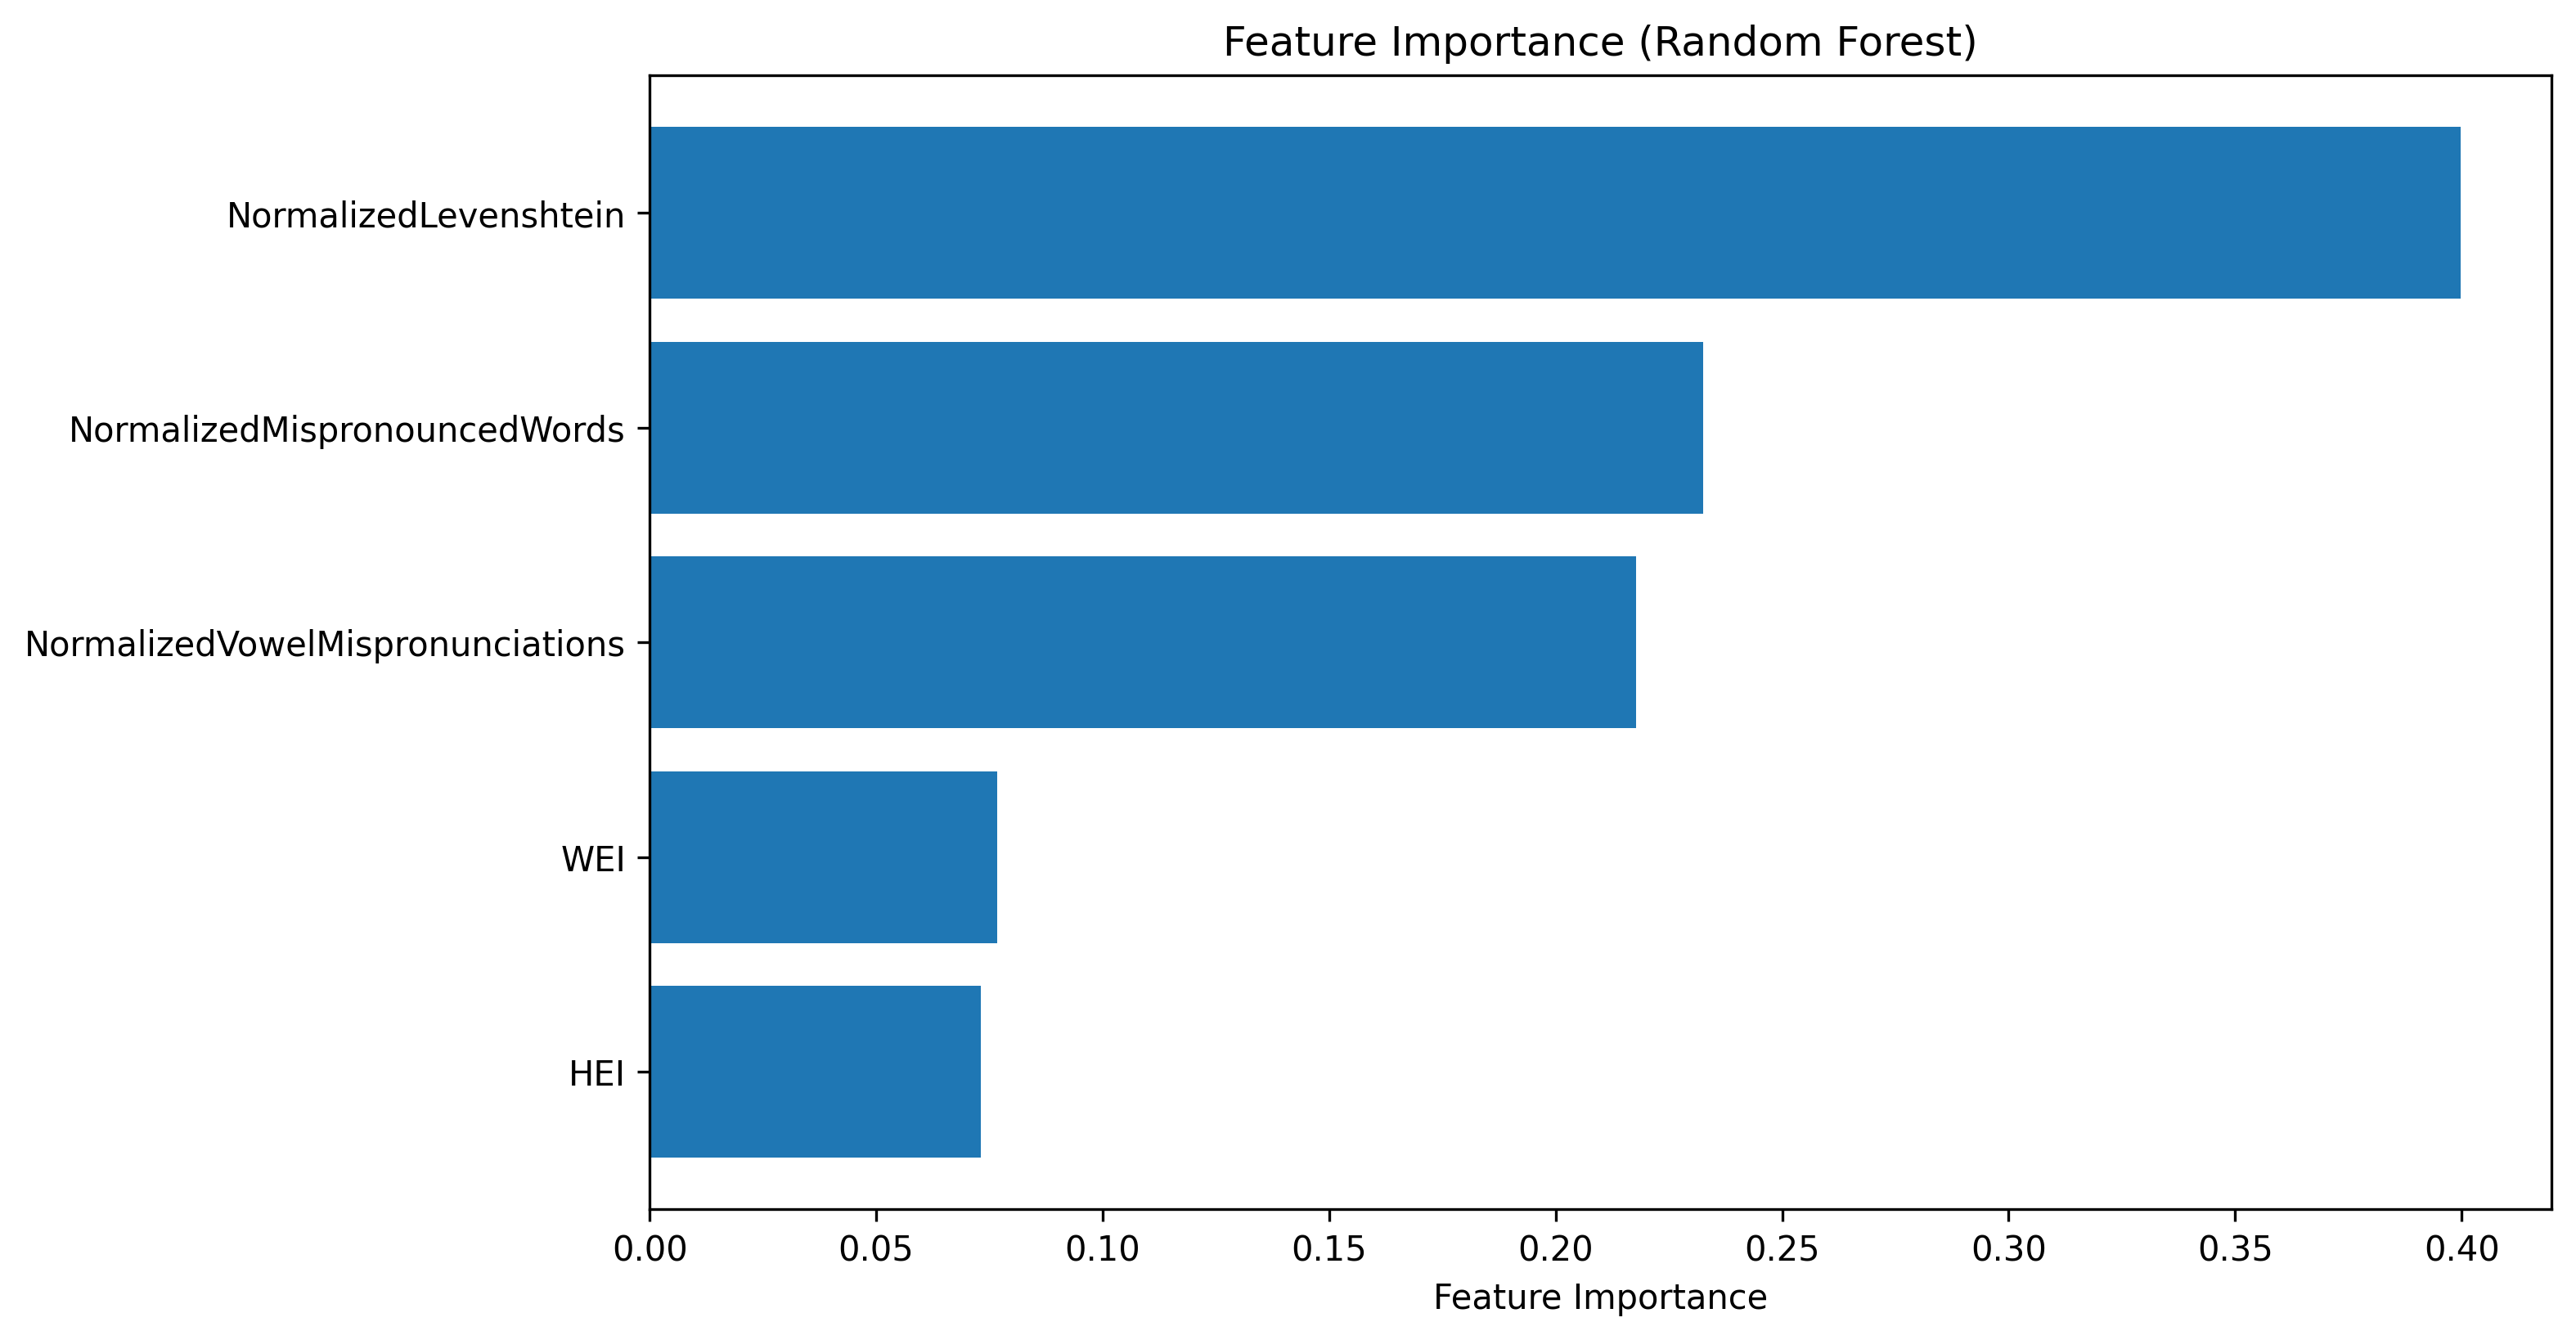 Feature Importance (Random Forest)
NormalizedLevenshtein
NormalizedMispronouncedWords
NormalizedVowelMispronunciations
WEI
HEI
0.00 0.05 0.10 0.15 0.20 0.25 0.30 0.35 0.40
Feature Importance